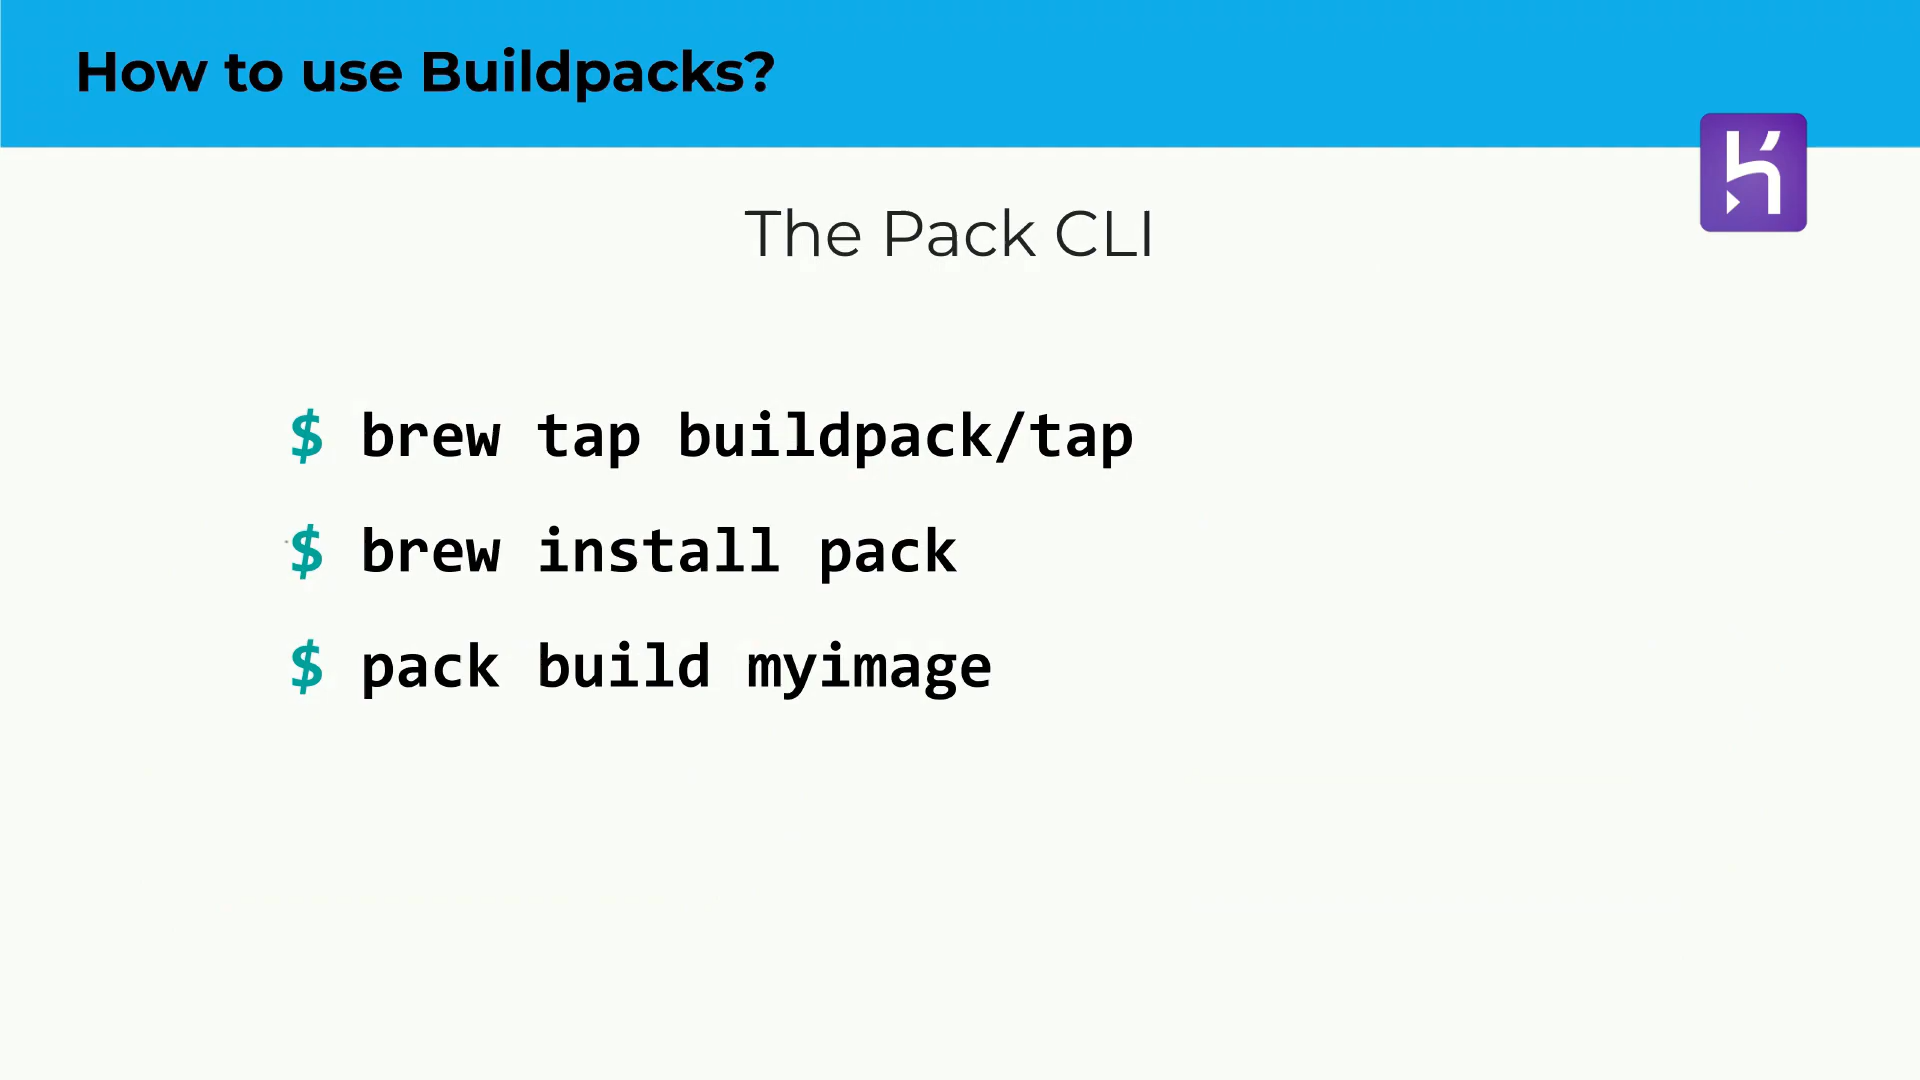 How to use Buildpacks?
The Pack CLI
$ brew tap buildpack/tap
$ brew install pack
$ pack build myimage